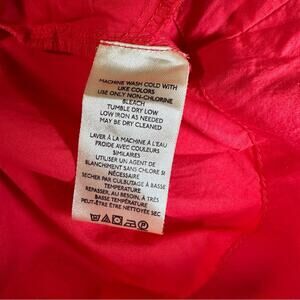 MACHINE WASH COLD WITH
LIKE COLORS
USE ONLY NON-CHLORINE
BLEACH
TUMBLE DRY LOW
LOW IRON AS NEEDED
MAY BE DRY CLEANED
LAVER À LA MACHINE À L'EAU
FROIDE AVEC COULEURS
SIMILAIRES
UTILISER UN AGENT DE
BLANCHIMENT SANS CHLORE SI
NÉCESSAIRE
SECHER PAR CULBUTAGE À BASSE
TEMPÉRATURE
REPASSER, AU BESOIN, À TRÈS
BASSE TEMPÉRATURE
PEUT-ÊTRE ÊTRE NETTOYÉ SEC